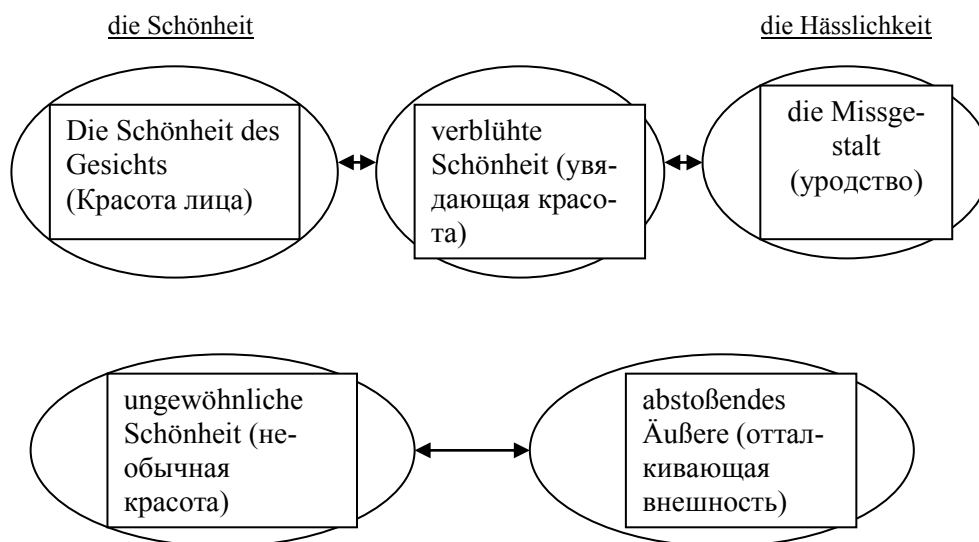 die Schönheit
die Hässlichkeit
Die Schönheit des
Gesichts
(Красота лица)
verblühte
Schönheit (увя-
дающая красо-
та)
die Missge-
stalt
(уродство)
ungewöhnliche
Schönheit (не-
обычная
красота)
abstoßendes
Äußere (оттал-
кивающая
внешность)